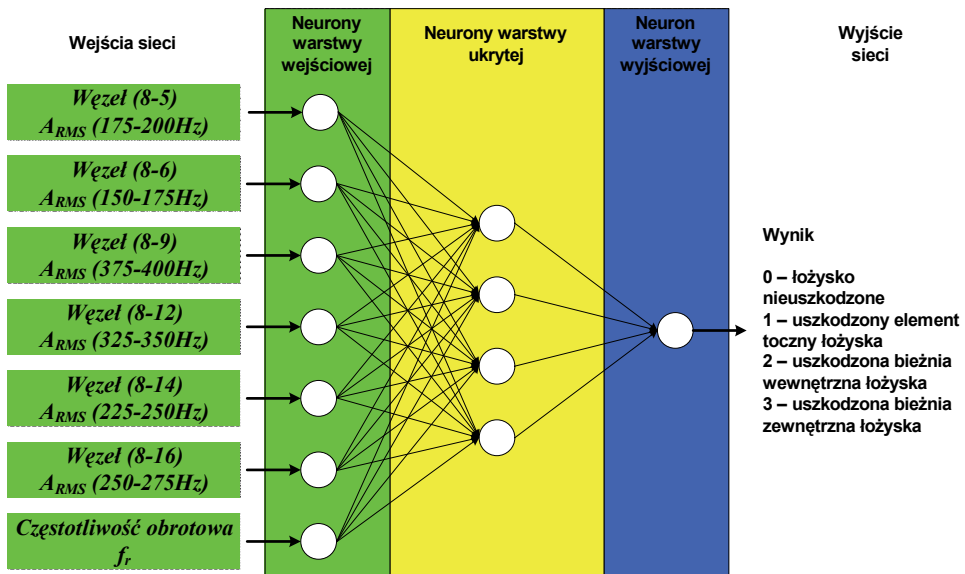 Wejścia sieci
Neurony
warstwy
wejściowej
Neurony warstwy
ukrytej
Neuron
warstwy
wyjściowej
Wyjście
sieci
Węzeł (8-5)
ARMS (175-200Hz)
Węzeł (8-6)
ARMS (150-175Hz)
Węzeł (8-9)
ARMS (375-400Hz)
Węzeł (8-12)
ARMS (325-350Hz)
Węzeł (8-14)
ARMS (225-250Hz)
Węzeł (8-16)
ARMS (250-275Hz)
Częstotliwość obrotowa
fr
Wynik
0 – łożysko
nieuszkodzone
1 – uszkodzony element
toczny łożyska
2 – uszkodzona bieżnia
wewnętrzna łożyska
3 – uszkodzona bieżnia
zewnętrzna łożyska